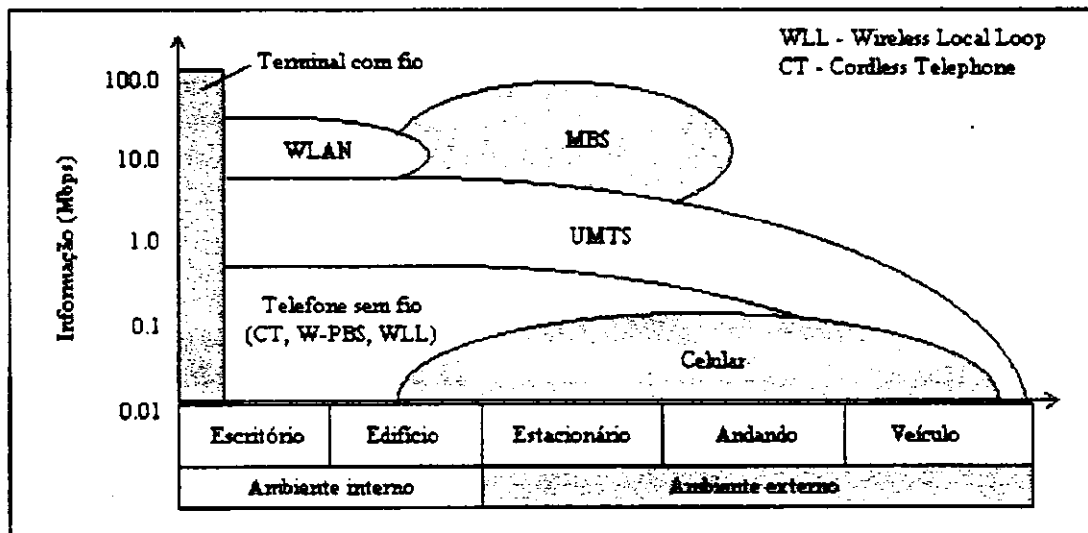 WLL - Wireless Local Loop
CT - Cordless Telephone
Terminal com fio
100.0
10.0
1.0
0.1
0.01
Informação (Mbps)
WLAN
MBS
UMTS
Telefone sem fio
(CT, W-PBS, WLL)
Celular
Escritório Edifício Estacionário Andando Veículo
Ambiente interno Ambiente externo